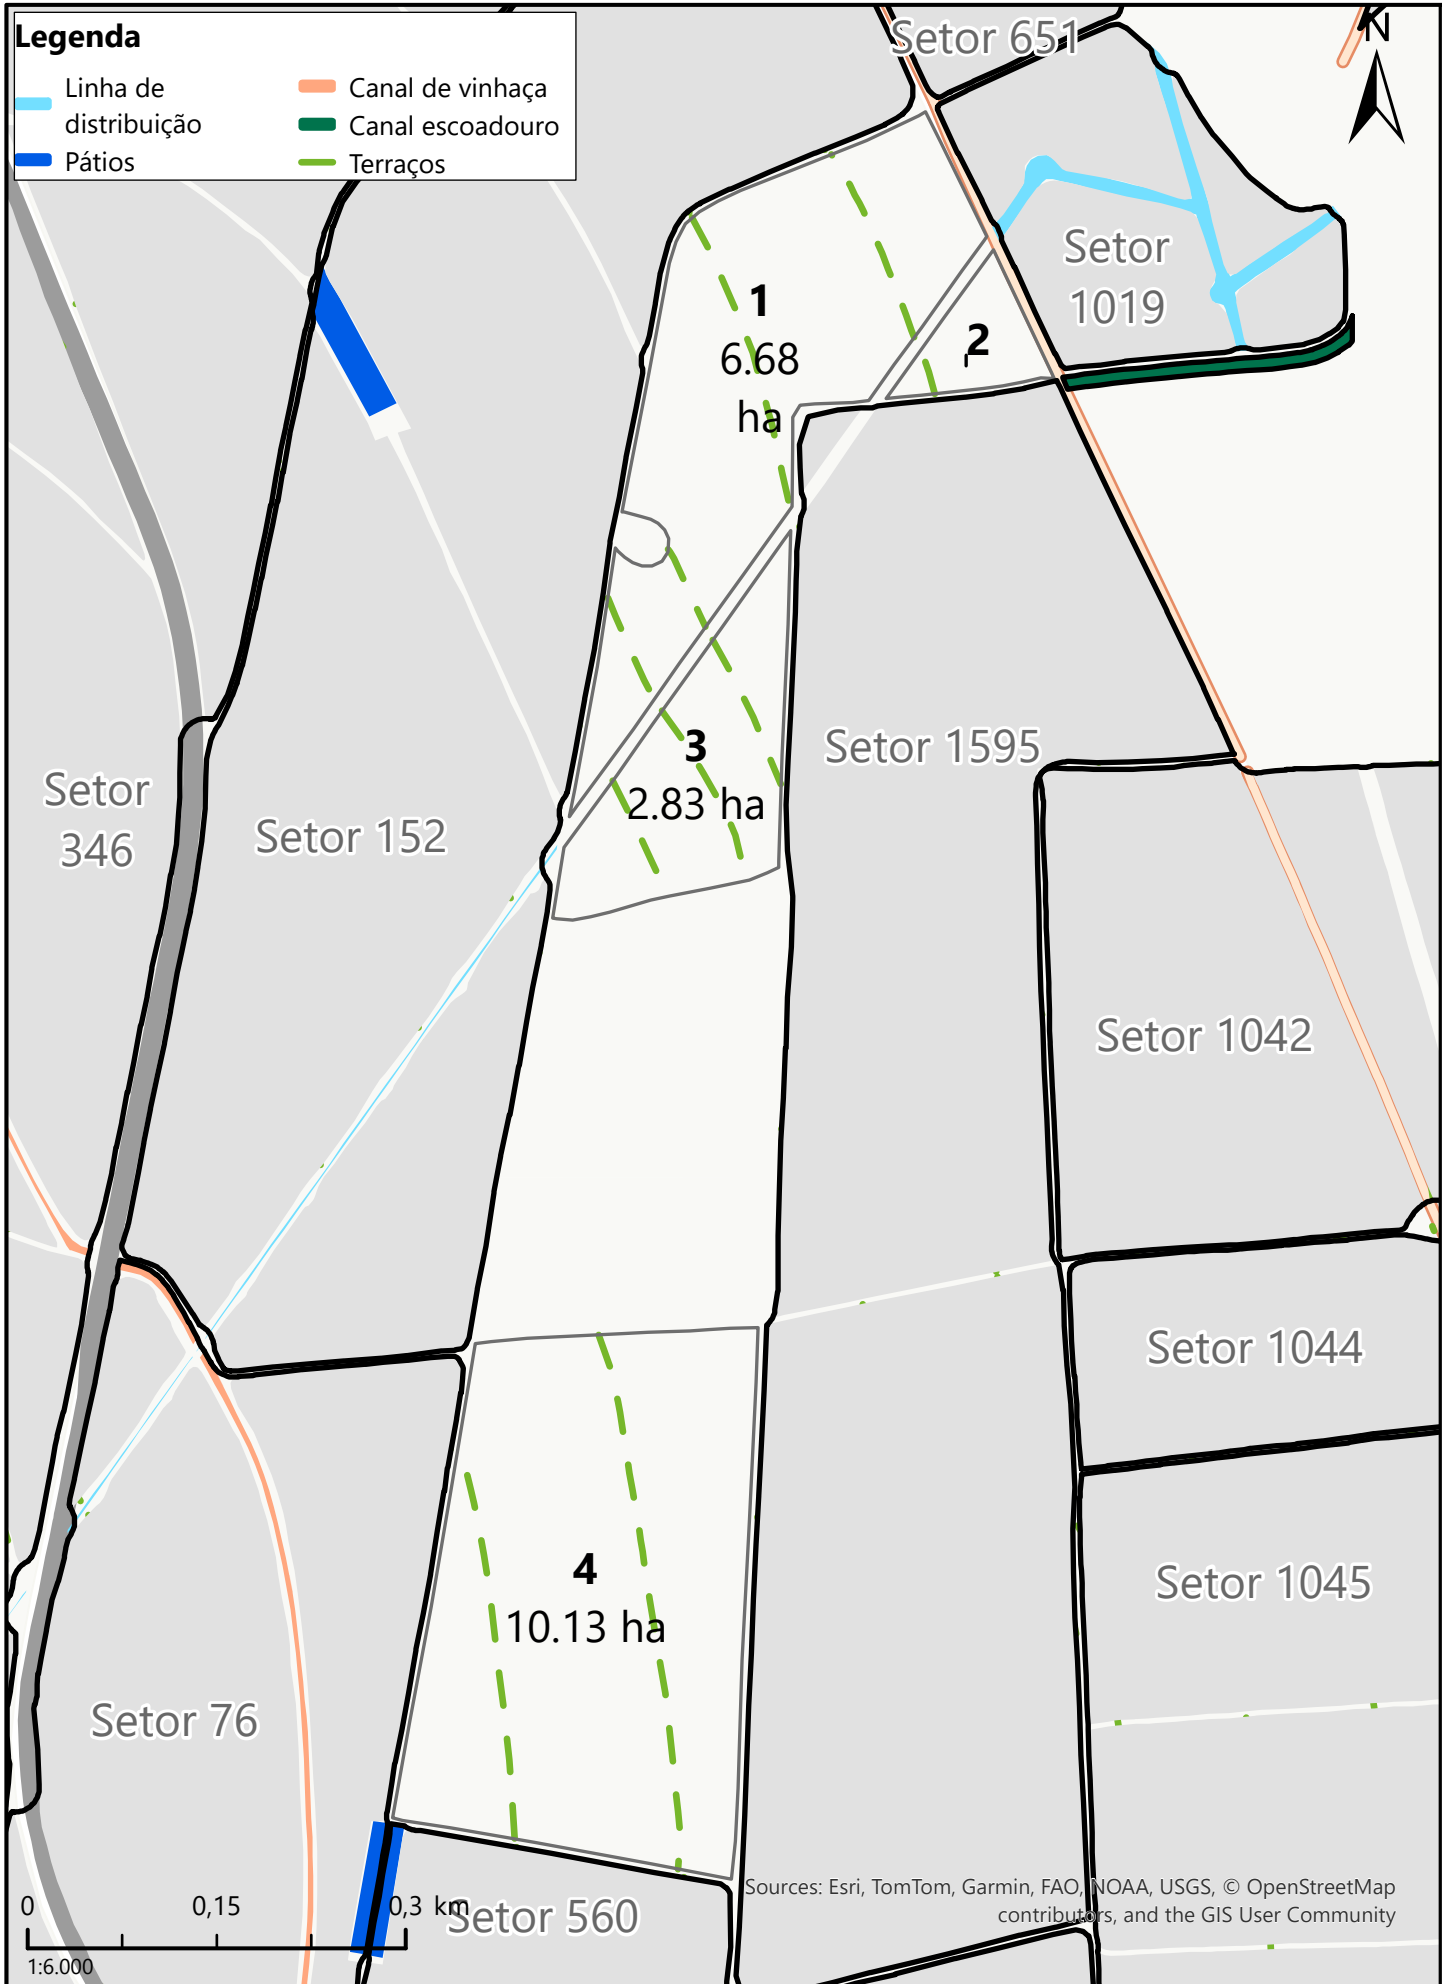 Legenda
Linha de
distribuição
Pátios
Canal de vinhaça
Canal escoadouro
Terraços
N
Setor 651
Setor
1019
1
6.68
ha
2
Setor
346
Setor 152
3
2.83 ha
Setor 1595
Setor 1042
Setor 1044
4
10.13 ha
Setor 1045
Setor 76
Setor 560
0 0,15 0,3 km
1:6.000
Sources: Esri, TomTom, Garmin, FAO, NOAA, USGS, © OpenStreetMap
contributors, and the GIS User Community